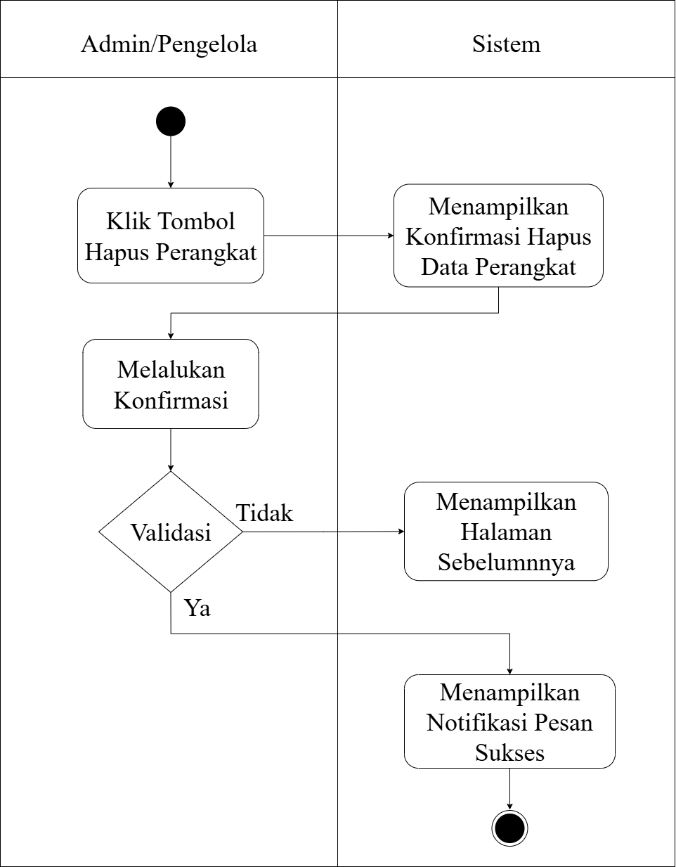 Admin/Pengelola
Sistem
Klik Tombol
Hapus Perangkat
Menampilkan
Konfirmasi Hapus
Data Perangkat
Melalukan
Konfirmasi
Validasi
Tidak
Menampilkan
Halaman
Sebelumnnya
Ya
Menampilkan
Notifikasi Pesan
Sukses